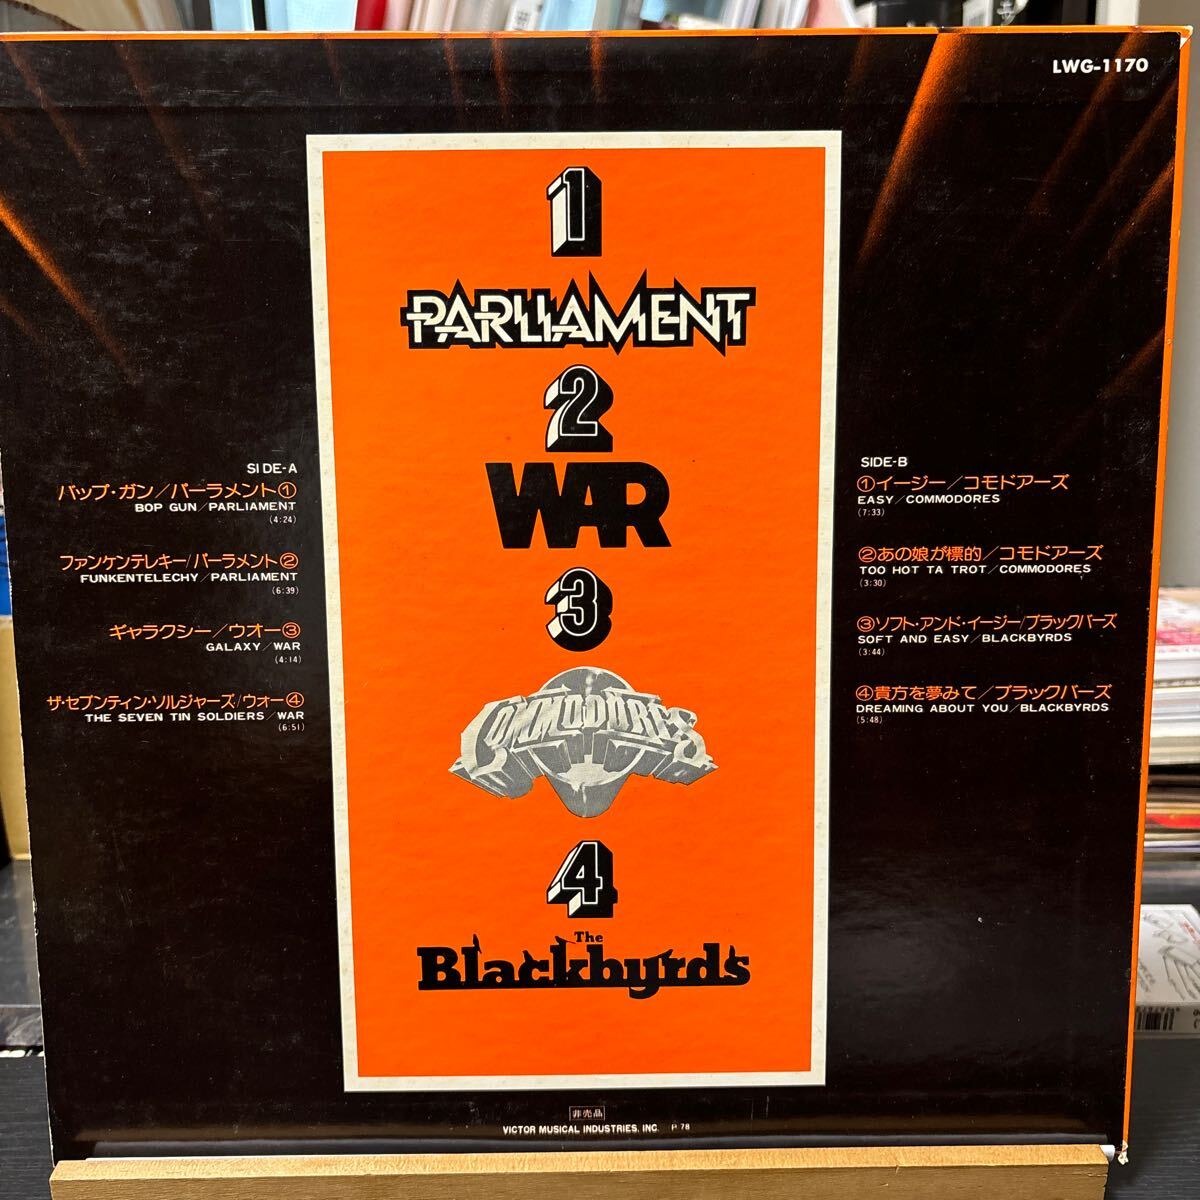 LWG-1170
1
PARLIAMENT
2
WAR
3
COMMODORES
4
The
Blackbyrds
SIDE-A
バップ・ガン／パーラメント①
BOP GUN／PARLIAMENT
(4:24)
ファンケンテレキー/パーラメント②
FUNKENTELECHY／PARLIAMENT
(6:39)
ギャラクシー／ウオー③
GALAXY／WAR
(4:14)
ザ・セブンティン・ソルジャーズ/ウォー④
THE SEVEN TIN SOLDIERS／WAR
(6:51)
SIDE-B
①イージー／コモドアーズ
EASY／COMMODORES
(7:33)
②あの娘が標的／コモドアーズ
TOO HOT TA TROT／COMMODORES
(3:30)
③ソフト・アンド・イージー/ブラックバーズ
SOFT AND EASY／BLACKBYRDS
(3:44)
④貴方を夢みて／ブラックバーズ
DREAMING ABOUT YOU／BLACKBYRDS
(5:48)
非売品
VICTOR MUSICAL INDUSTRIES, INC. P 78